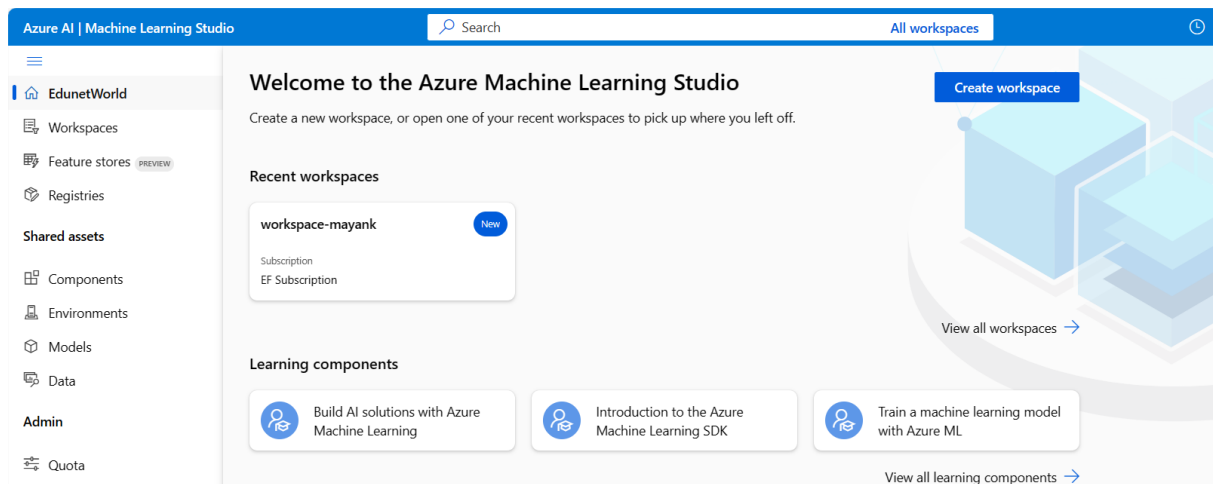 Azure AI | Machine Learning Studio
Search
All workspaces
EdunetWorld
Workspaces
Feature stores PREVIEW
Registries
Shared assets
Components
Environments
Models
Data
Admin
Quota
Welcome to the Azure Machine Learning Studio
Create workspace
Create a new workspace, or open one of your recent workspaces to pick up where you left off.
Recent workspaces
workspace-mayank
New
Subscription
EF Subscription
View all workspaces
Learning components
Build AI solutions with Azure
Machine Learning
Introduction to the Azure
Machine Learning SDK
Train a machine learning model
with Azure ML
View all learning components